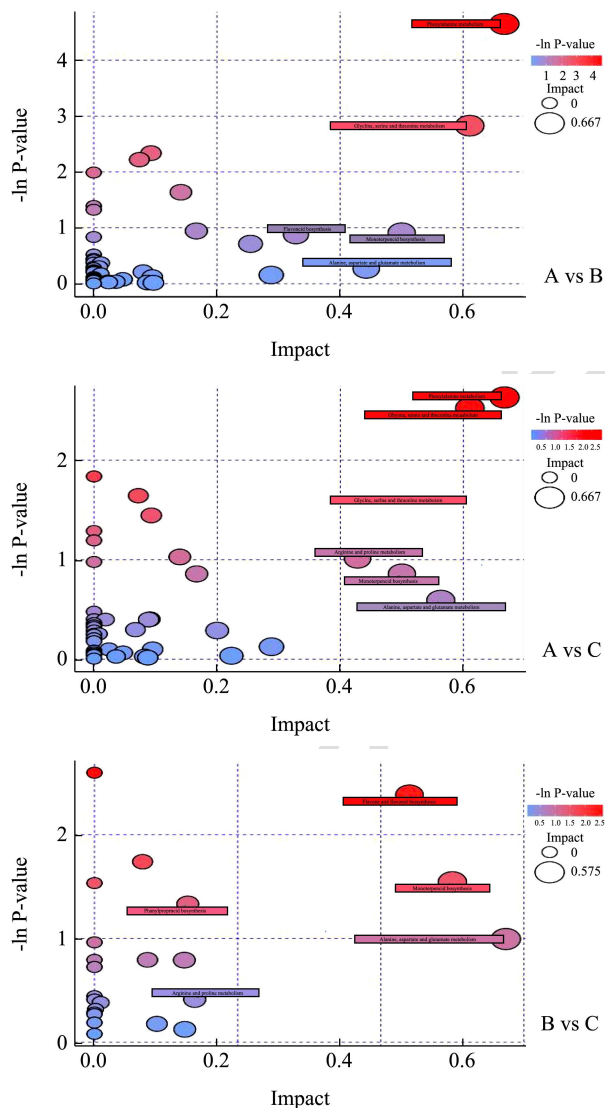 4
3
2
1
0
-ln P-value
Phenylalanine metabolism
Glycine, serine and threonine metabolism
Flavonoid biosynthesis
Monoterpenoid biosynthesis
Alanine, aspartate and glutamate metabolism
0.0
0.2
0.4
0.6
Impact
-ln P-value
1 2 3 4
Impact
0
0.667
A vs B
2
1
0
-ln P-value
Phenylalanine metabolism
Glycine, serine and threonine metabolism
Glycine, serine and threonine metabolism
Arginine and proline metabolism
Monoterpenoid biosynthesis
Alanine, aspartate and glutamate metabolism
0.0
0.2
0.4
0.6
Impact
-ln P-value
0.5 1.0 1.5 2.0 2.5
Impact
0
0.667
A vs C
2
1
0
-ln P-value
Flavone and flavonol biosynthesis
Monoterpenoid biosynthesis
Phenylpropanoid biosynthesis
Alanine, aspartate and glutamate metabolism
Arginine and proline metabolism
0.0
0.2
0.4
0.6
Impact
-ln P-value
0.5 1.0 1.5 2.0 2.5
Impact
0
0.575
B vs C